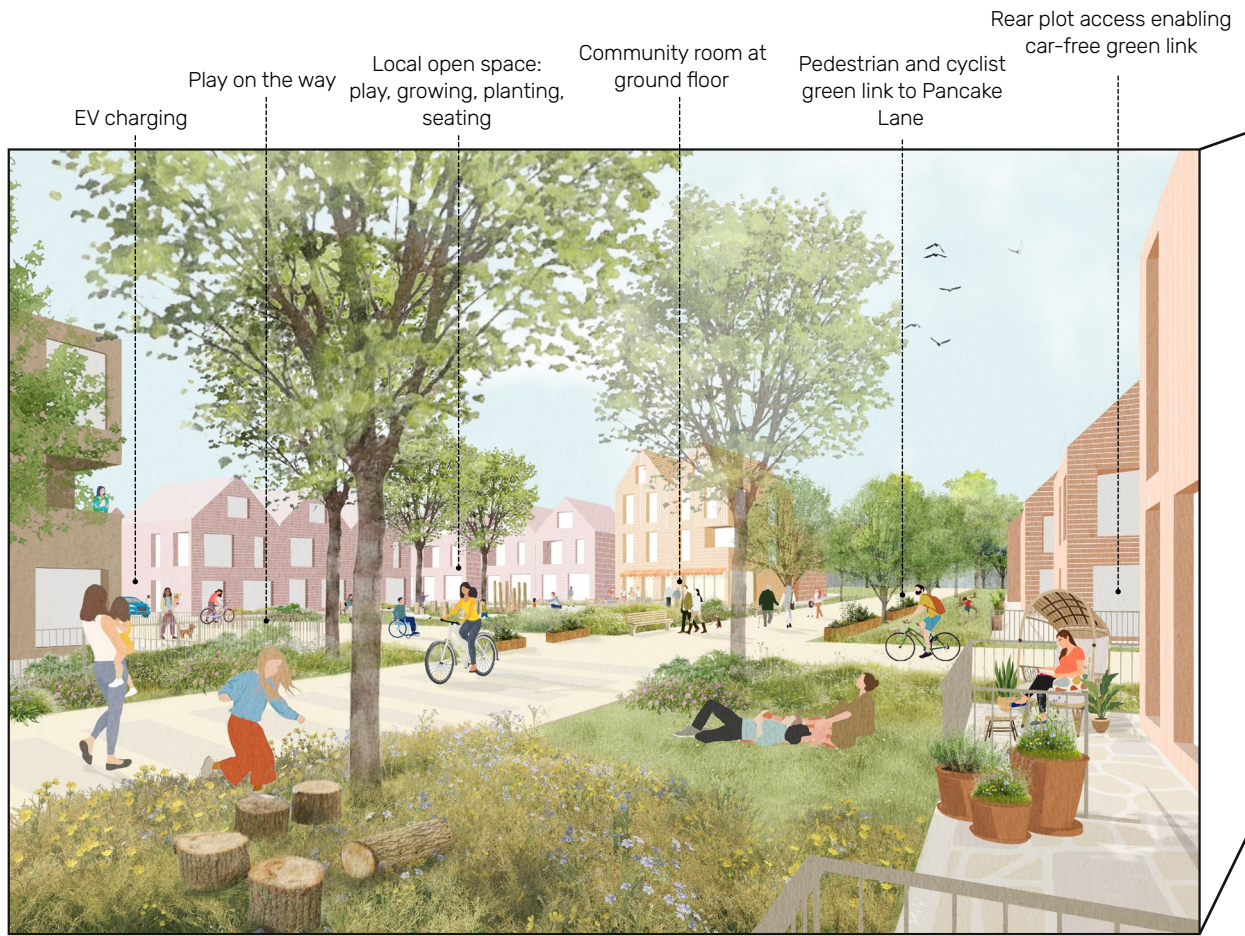 EV charging
Play on the way
Local open space:
play, growing, planting,
seating
Community room at
ground floor
Pedestrian and cyclist
green link to Pancake
Lane
Rear plot access enabling
car-free green link